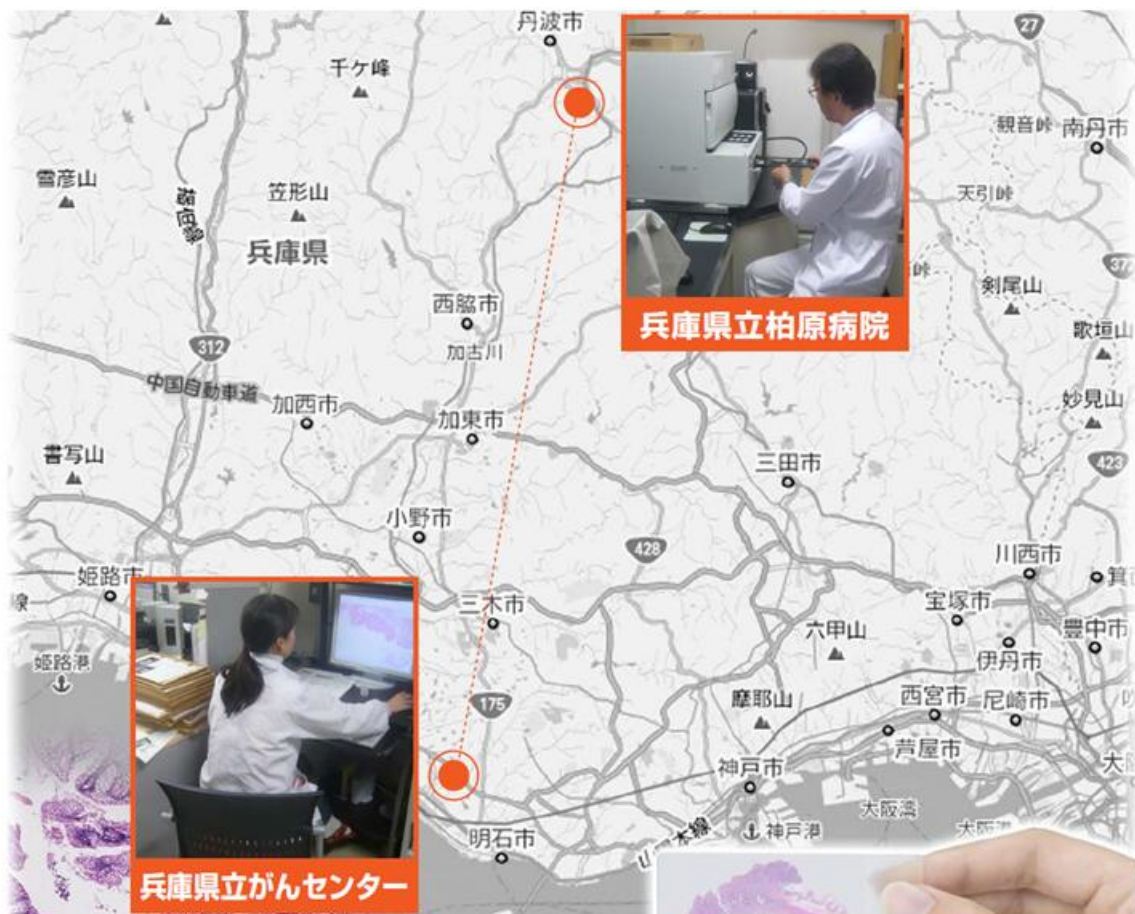 丹波市
27
千ケ峰
観音峠
南丹市
雪彦山
笠形山
天引峠
播但線
兵庫県
372
剣尾山
西脇市
兵庫県立柏原病院
歌垣山
312
加古川
中国自動車道
加西市
加東市
妙見山
書写山
三田市
423
小野市
428
川西市
姫路市
三木市
宝塚市
六甲山
豊中市
伊丹市
姫路港
175
摩耶山
西宮市
尼崎市
芦屋市
神戸市
大阪湾
明石市
神戸港
兵庫県立がんセンター